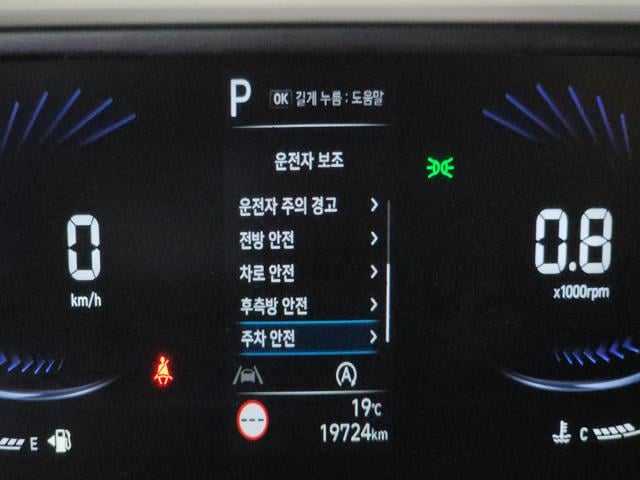 P
OK 길게 누름 : 도움말
운전자 보조
운전자 주의 경고
전방 안전
차로 안전
후측방 안전
주차 안전
0
km/h
0.8
x1000rpm
A
---
19℃
19724km
E
C